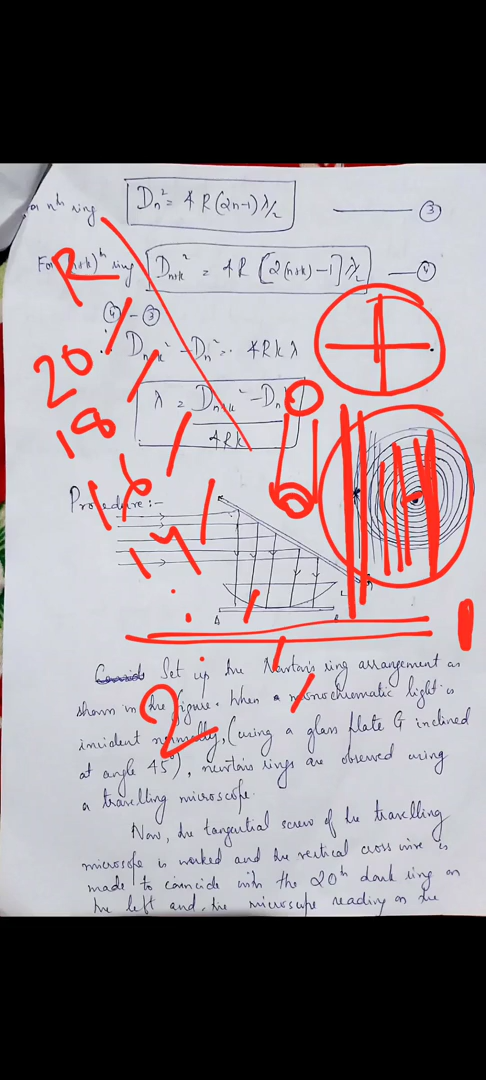 For nth ring Dn² = 4R(2n-1)λ/2 ③
For (n+k)th ring Dn+k² = 4R [2(n+k)-1]λ/2 ④
④ - ③
Dn+k² - Dn² = 4Rkλ
λ = Dn+k² - Dn²
4Rk
R
20
18
16
14
2
Procedure:-
A B L
Set up the Newton's ring arrangement as
shown in the figure. When a monochromatic light is
incident normally, (using a glass plate G inclined
at angle 45°), newton's rings are observed using
a travelling microscope.
Now, the tangential screw of the travelling
microscope is worked and the vertical cross wire is
made to coincide with the 20th dark ring on
the left and the microscope reading on the